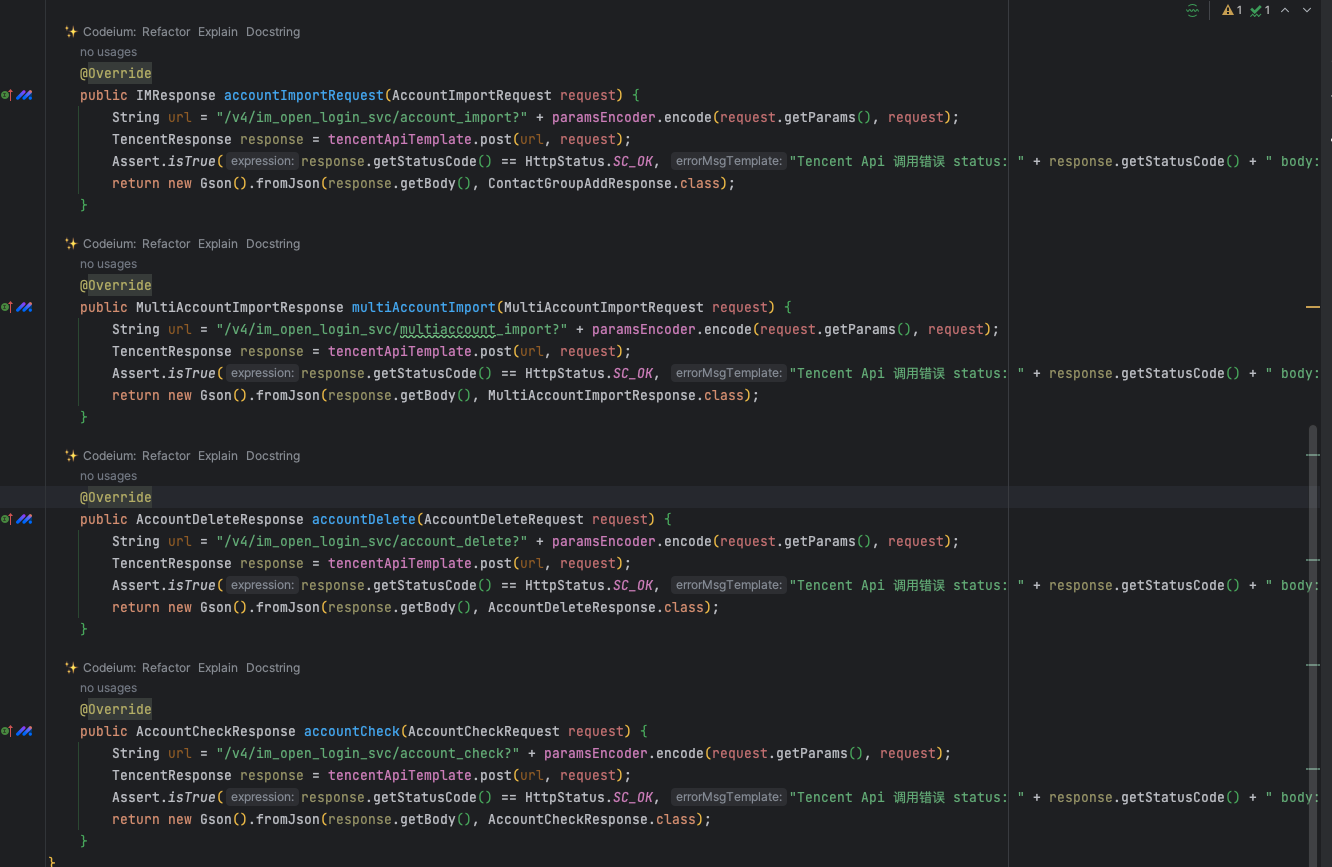 1 1
Codeium: Refactor Explain Docstring
no usages
@Override
public IMResponse accountImportRequest(AccountImportRequest request) {
String url = "/v4/im_open_login_svc/account_import?" + paramsEncoder.encode(request.getParams(), request);
TencentResponse response = tencentApiTemplate.post(url, request);
Assert.isTrue( expression: response.getStatusCode() == HttpStatus.SC_OK, errorMsgTemplate: "Tencent Api 调用错误 status: " + response.getStatusCode() + " body:
return new Gson().fromJson(response.getBody(), ContactGroupAddResponse.class);
}
Codeium: Refactor Explain Docstring
no usages
@Override
public MultiAccountImportResponse multiAccountImport(MultiAccountImportRequest request) {
String url = "/v4/im_open_login_svc/multiaccount_import?" + paramsEncoder.encode(request.getParams(), request);
TencentResponse response = tencentApiTemplate.post(url, request);
Assert.isTrue( expression: response.getStatusCode() == HttpStatus.SC_OK, errorMsgTemplate: "Tencent Api 调用错误 status: " + response.getStatusCode() + " body:
return new Gson().fromJson(response.getBody(), MultiAccountImportResponse.class);
}
Codeium: Refactor Explain Docstring
no usages
@Override
public AccountDeleteResponse accountDelete(AccountDeleteRequest request) {
String url = "/v4/im_open_login_svc/account_delete?" + paramsEncoder.encode(request.getParams(), request);
TencentResponse response = tencentApiTemplate.post(url, request);
Assert.isTrue( expression: response.getStatusCode() == HttpStatus.SC_OK, errorMsgTemplate: "Tencent Api 调用错误 status: " + response.getStatusCode() + " body:
return new Gson().fromJson(response.getBody(), AccountDeleteResponse.class);
}
Codeium: Refactor Explain Docstring
no usages
@Override
public AccountCheckResponse accountCheck(AccountCheckRequest request) {
String url = "/v4/im_open_login_svc/account_check?" + paramsEncoder.encode(request.getParams(), request);
TencentResponse response = tencentApiTemplate.post(url, request);
Assert.isTrue( expression: response.getStatusCode() == HttpStatus.SC_OK, errorMsgTemplate: "Tencent Api 调用错误 status: " + response.getStatusCode() + " body:
return new Gson().fromJson(response.getBody(), AccountCheckResponse.class);
}
}